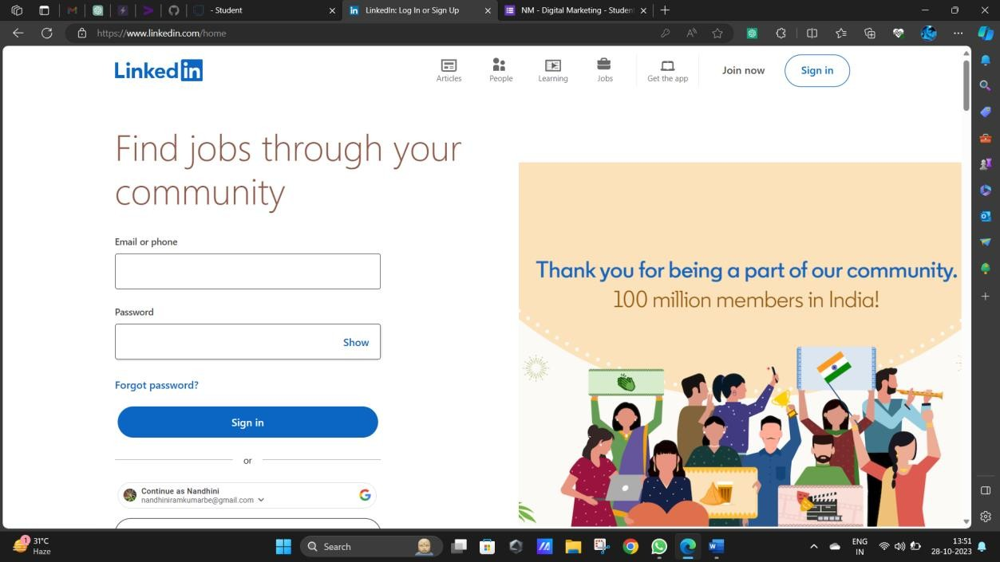 - Student
LinkedIn: Log In or Sign Up
NM - Digital Marketing - Student
https://www.linkedin.com/home
LinkedIn
Articles
People
Learning
Jobs
Get the app
Join now
Sign in
Find jobs through your
community
Email or phone
Password
Show
Forgot password?
Sign in
or
Continue as Nandhini
nandhiniramkumarbe@gmail.com
Thank you for being a part of our community.
100 million members in India!
1
31°C
Haze
Search
ENG
IN
13:51
28-10-2023